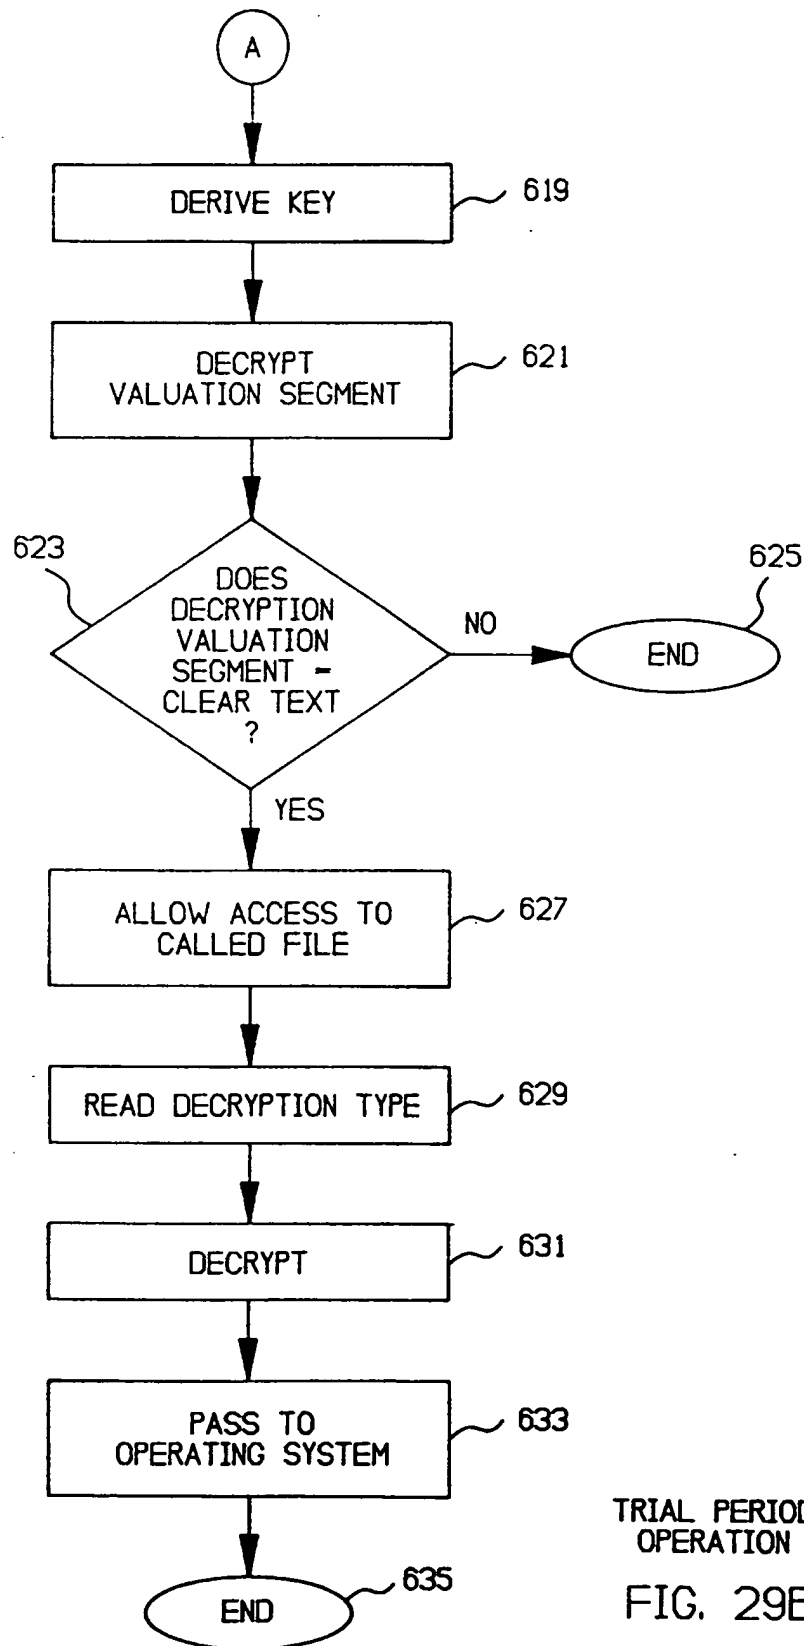 A
DERIVE KEY
619
DECRYPT
VALUATION SEGMENT
621
623
DOES
DECRYPTION
VALUATION
SEGMENT -
CLEAR TEXT
?
NO
625
END
YES
ALLOW ACCESS TO
CALLED FILE
627
READ DECRYPTION TYPE
629
DECRYPT
631
PASS TO
OPERATING SYSTEM
633
END
635
TRIAL PERIOD
OPERATION
FIG. 29B